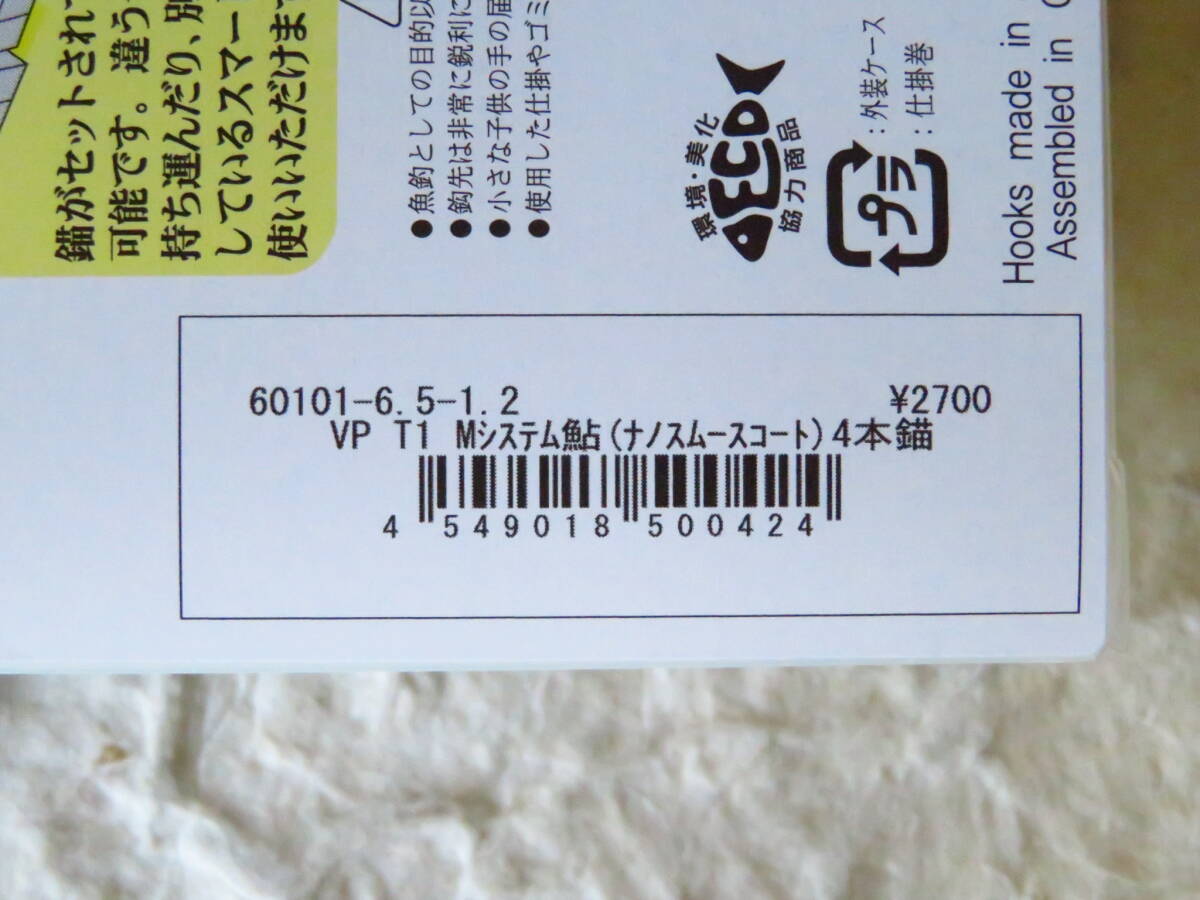 錨がセットされて
可能です。違う
持ち運んだり、別
しているスマー
使いいただけます
●魚釣としての目的以
●鈎先は非常に鋭利に
●小さな子供の手の届
●使用した仕掛やゴミ
環境・美化
ECO
協力商品
プラ
:外装ケース
:仕掛巻
Hooks made in
Assembled in
60101-6.5-1.2 ¥2700
VP T1 Mシステム鮎(ナノスムースコート)4本錨
4 549018 500424